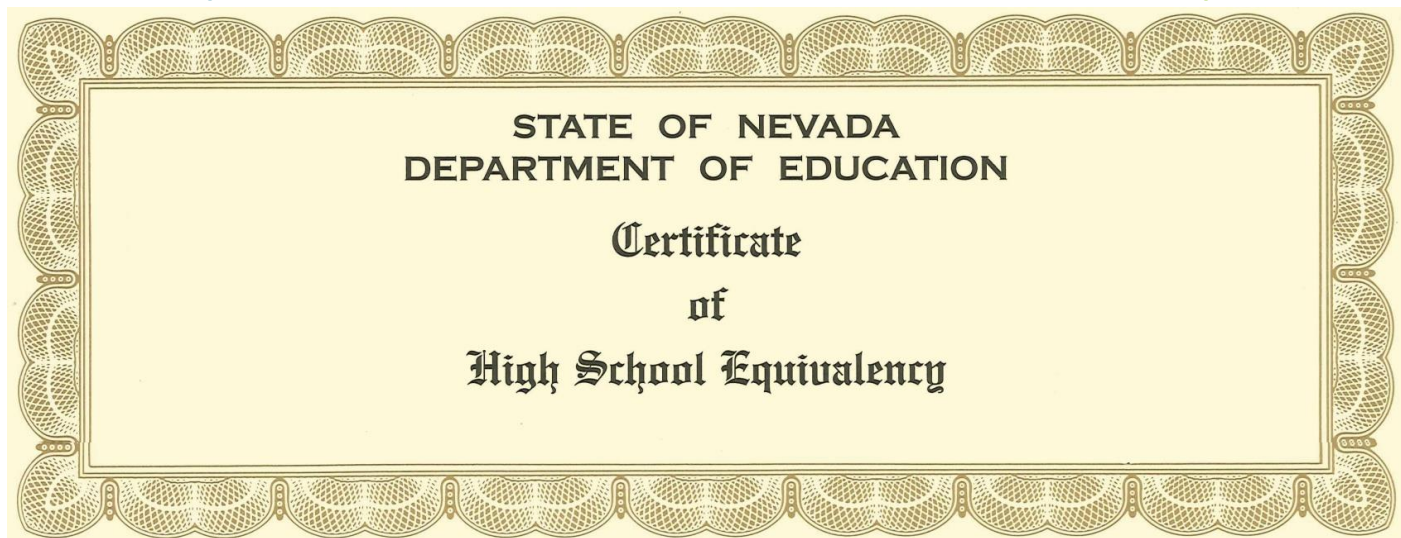 STATE OF NEVADA
DEPARTMENT OF EDUCATION
Certificate
of
High School Equivalency